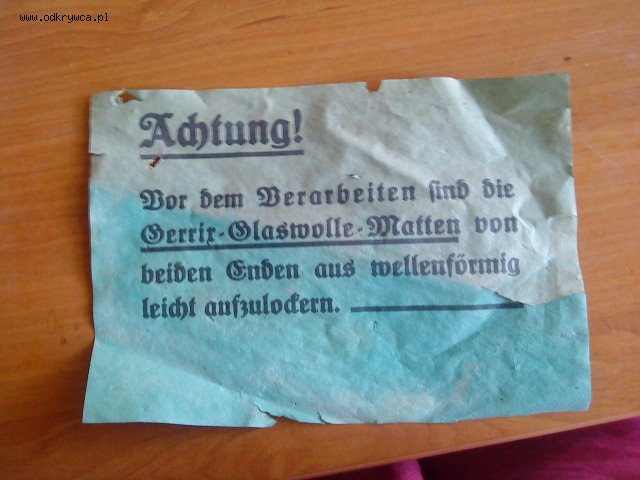 www.odkrywca.pl
Achtung!
Vor dem Verarbeiten sind die
Gerrix-Glaswolle-Matten von
beiden Enden aus wellenförmig
leicht aufzulockern.